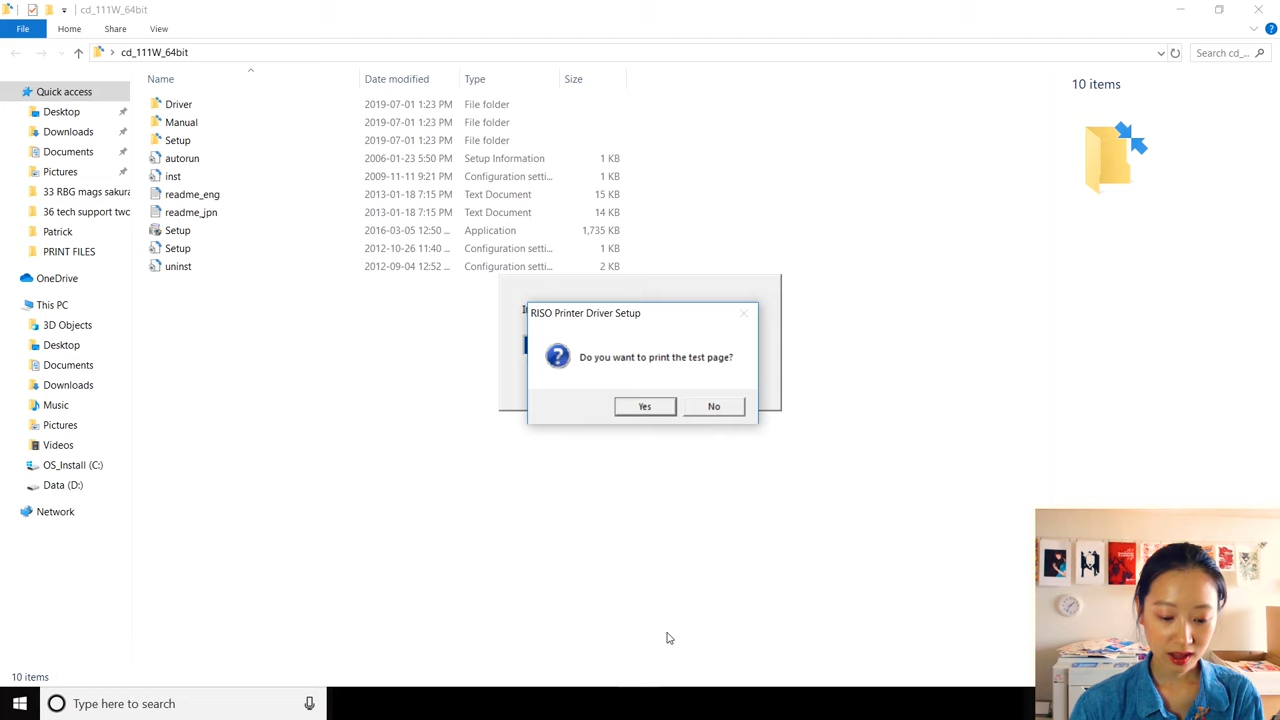 cd_111W_64bit
File Home Share View
cd_111W_64bit
Search cd_...
Name Date modified Type Size
Quick access
Desktop
Downloads
Documents
Pictures
33 RBG mags sakura
36 tech support two
Patrick
PRINT FILES
OneDrive
This PC
3D Objects
Desktop
Documents
Downloads
Music
Pictures
Videos
OS_Install (C:)
Data (D:)
Network
Driver 2019-07-01 1:23 PM File folder
Manual 2019-07-01 1:23 PM File folder
Setup 2019-07-01 1:23 PM File folder
autorun 2006-01-23 5:50 PM Setup Information 1 KB
inst 2009-11-11 9:21 PM Configuration setti... 1 KB
readme_eng 2013-01-18 7:15 PM Text Document 15 KB
readme_jpn 2013-01-18 7:15 PM Text Document 14 KB
Setup 2016-03-05 12:50 ... Application 1,735 KB
Setup 2012-10-26 11:40 ... Configuration setti... 1 KB
uninst 2012-09-04 12:52 ... Configuration setti... 2 KB
10 items
RISO Printer Driver Setup
Do you want to print the test page?
Yes No
10 items
Type here to search